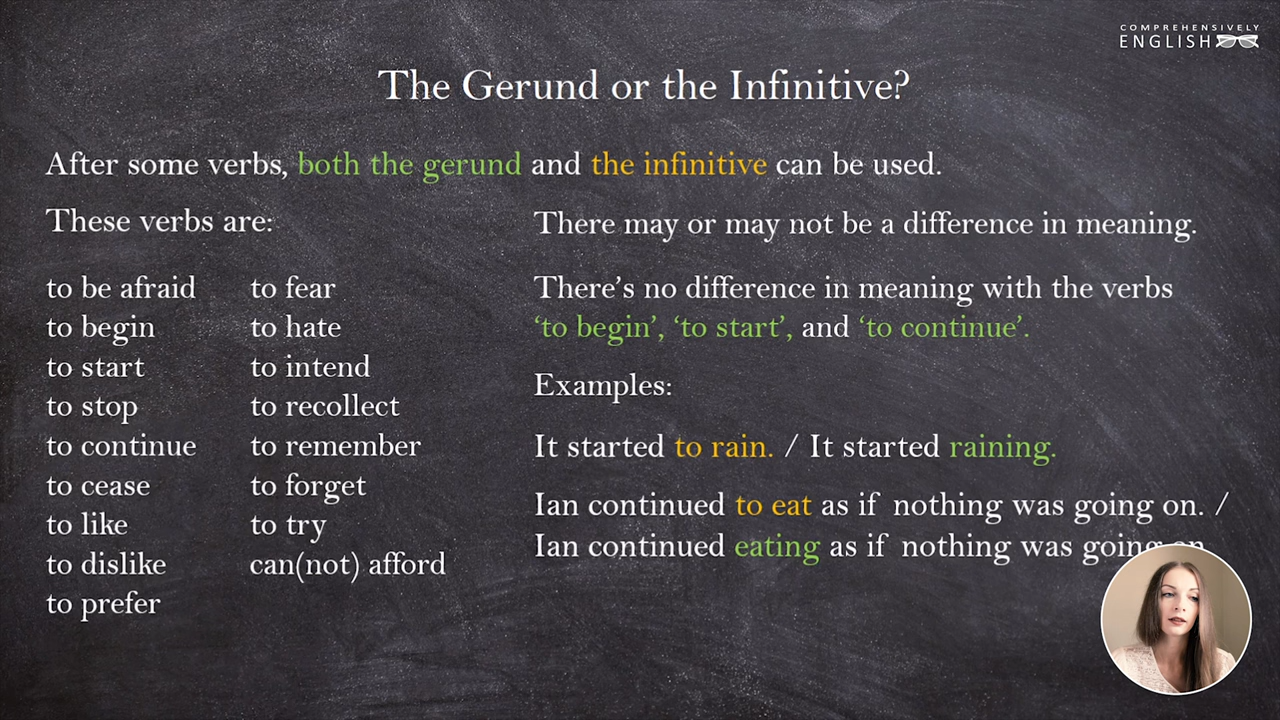 COMPREHENSIVELY
ENGLISH
The Gerund or the Infinitive?
After some verbs, both the gerund and the infinitive can be used.
These verbs are:
to be afraid
to begin
to start
to stop
to continue
to cease
to like
to dislike
to prefer
to fear
to hate
to intend
to recollect
to remember
to forget
to try
can(not) afford
There may or may not be a difference in meaning.
There’s no difference in meaning with the verbs
‘to begin’, ‘to start’, and ‘to continue’.
Examples:
It started to rain. / It started raining.
Ian continued to eat as if nothing was going on. /
Ian continued eating as if nothing was going on.